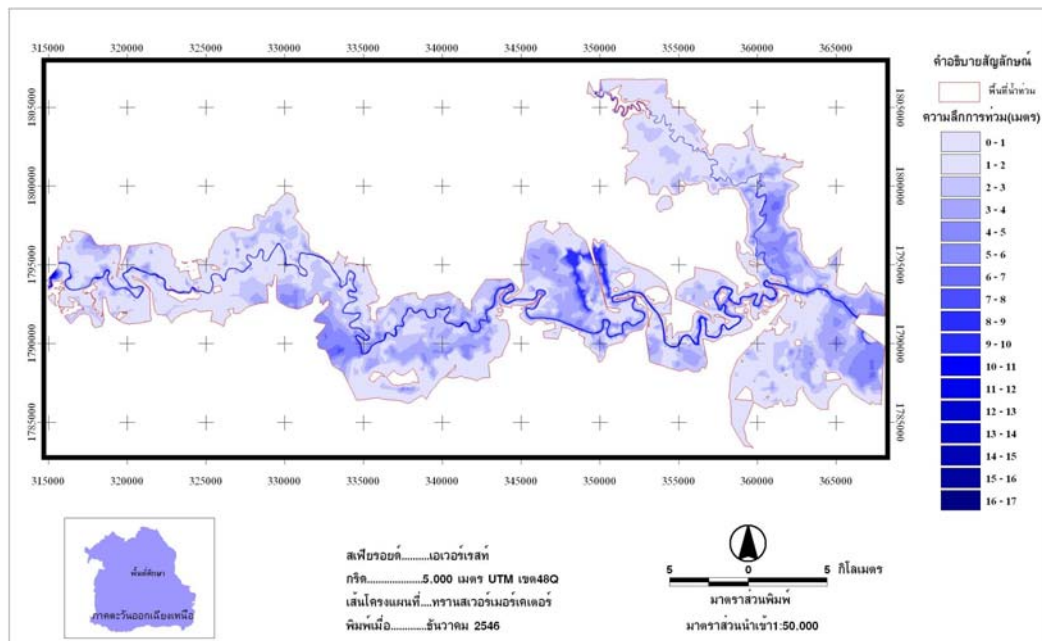 315000 320000 325000 330000 335000 340000 345000 350000 355000 360000 365000
1805000 1805000
1800000 1800000
1795000 1795000
1790000 1790000
1785000 1785000
315000 320000 325000 330000 335000 340000 345000 350000 355000 360000 365000
คำอธิบายสัญลักษณ์
พื้นที่น้ำท่วม
ความลึกการท่วม(เมตร)
0 - 1
1 - 2
2 - 3
3 - 4
4 - 5
5 - 6
6 - 7
7 - 8
8 - 9
9 - 10
10 - 11
11 - 12
12 - 13
13 - 14
14 - 15
15 - 16
16 - 17
พื้นที่ศึกษา
ภาคตะวันออกเฉียงเหนือ
สเฟียรอยด์..........เอเวอร์เรสท์
กริด.....................5.000 เมตร UTM เขต48Q
เส้นโครงแผนที่....ทรานสเวอร์เมอร์เคเตอร์
พิมพ์เมื่อ.............ธันวาคม 2546
5 0 5 กิโลเมตร
มาตราส่วนพิมพ์
มาตราส่วนนำเข้า1:50.000